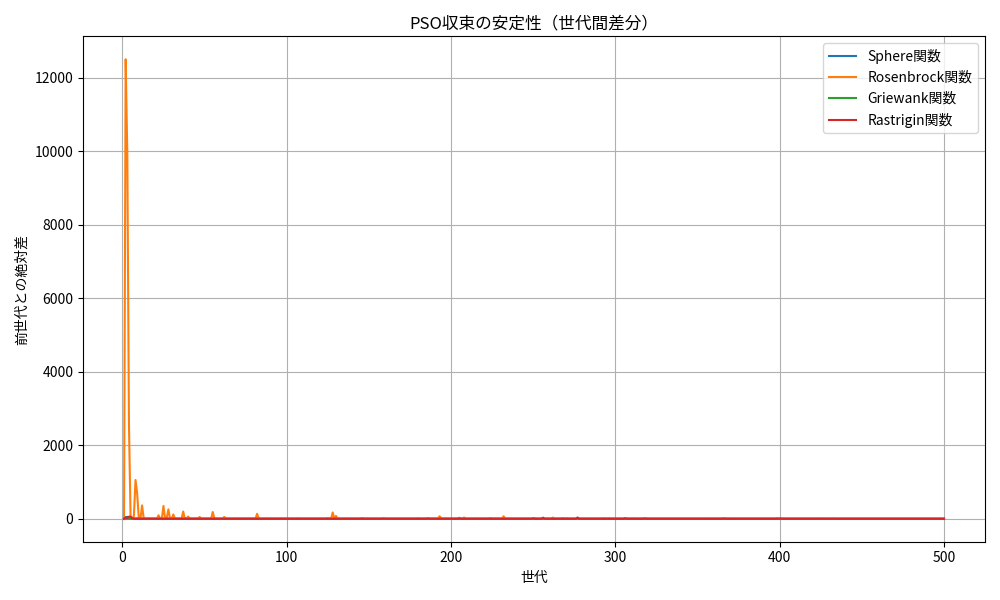 PSO収束の安定性（世代間差分）
Sphere関数
Rosenbrock関数
Griewank関数
Rastrigin関数
前世代との絶対差
12000
10000
8000
6000
4000
2000
0
0 100 200 300 400 500
世代